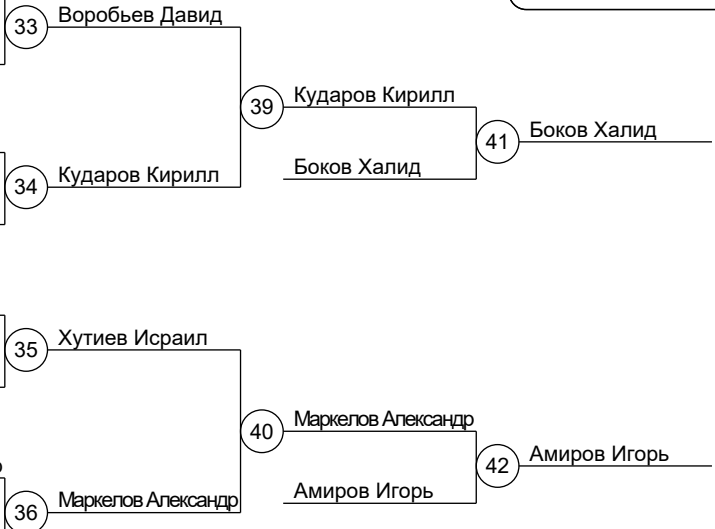 33 Воробьев Давид
39 Кударов Кирилл
41 Боков Халид
Боков Халид
34 Кударов Кирилл
35 Хутиев Исраил
40 Маркелов Александр
42 Амиров Игорь
Амиров Игорь
36 Маркелов Александр